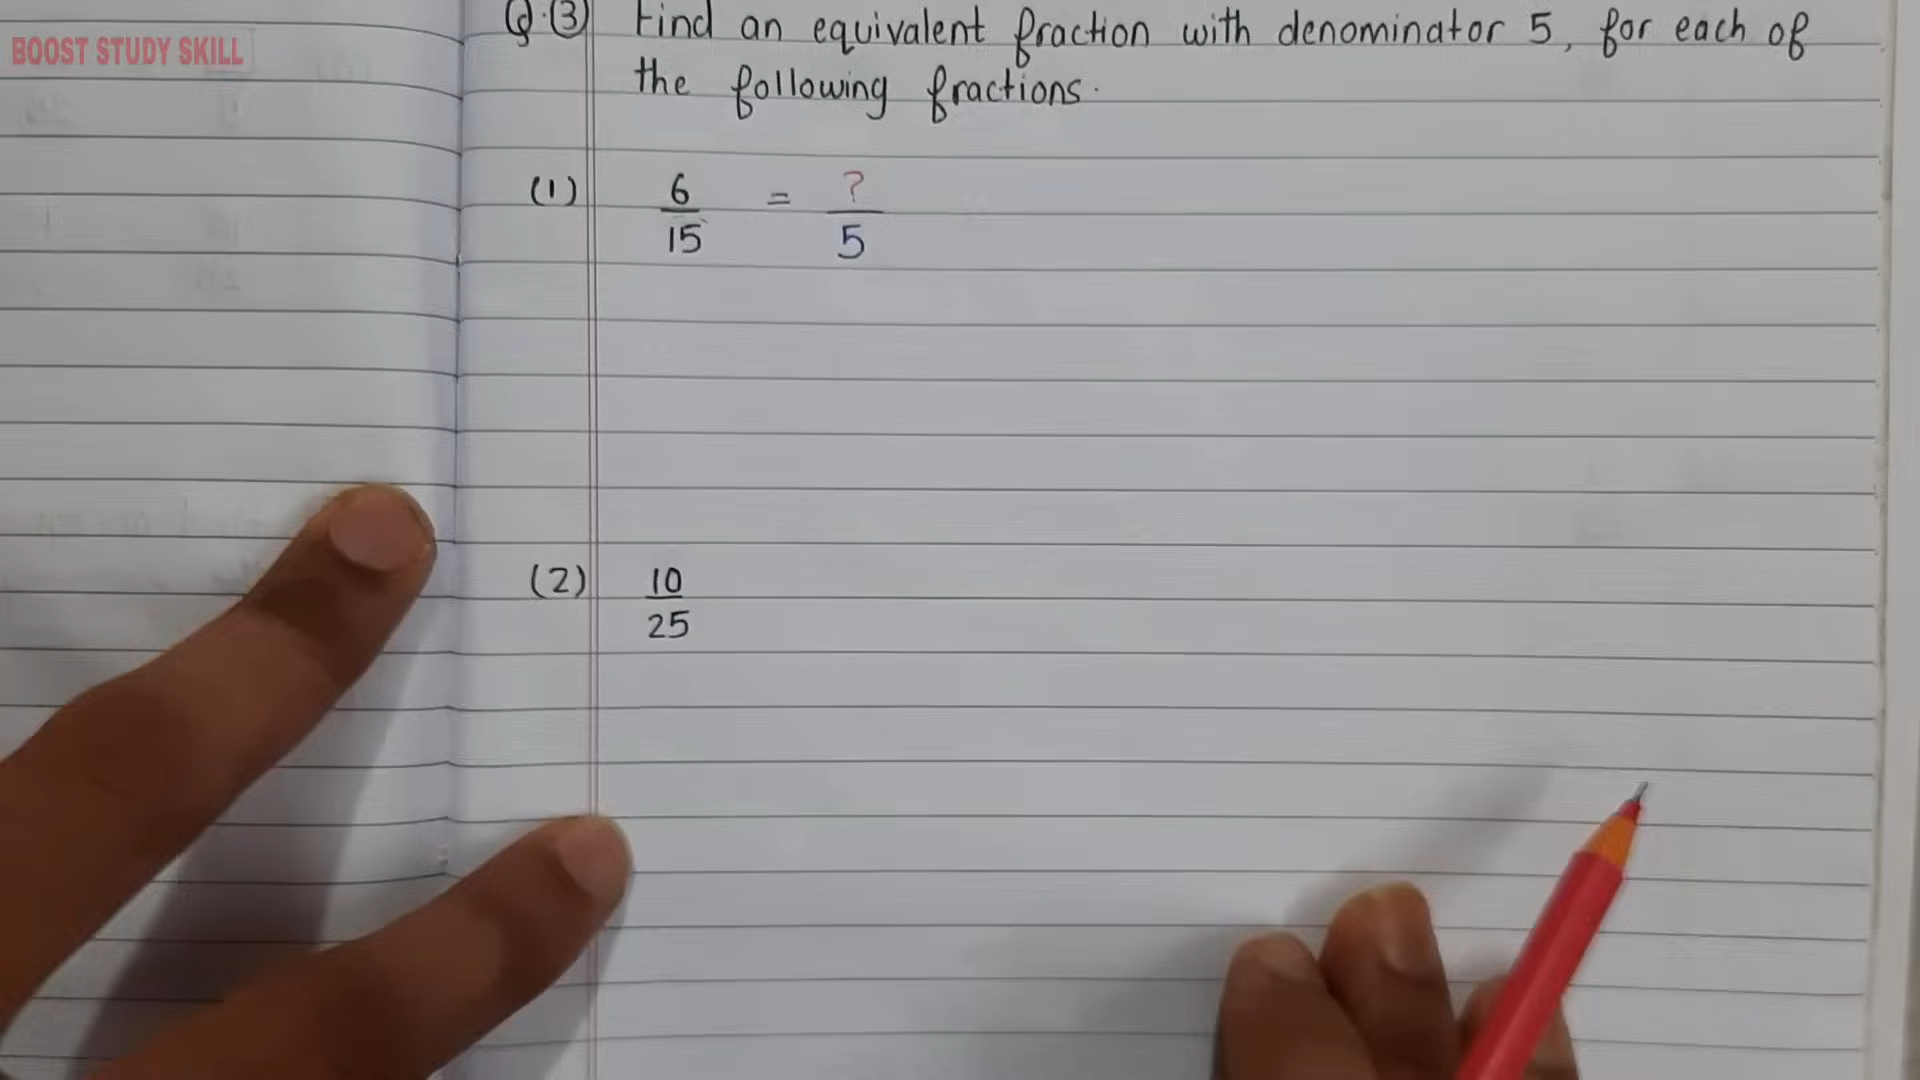 BOOST STUDY SKILL
Q.(3) Find an equivalent fraction with denominator 5, for each of
the following fractions.
(1) 6/15 = ?/5
(2) 10/25